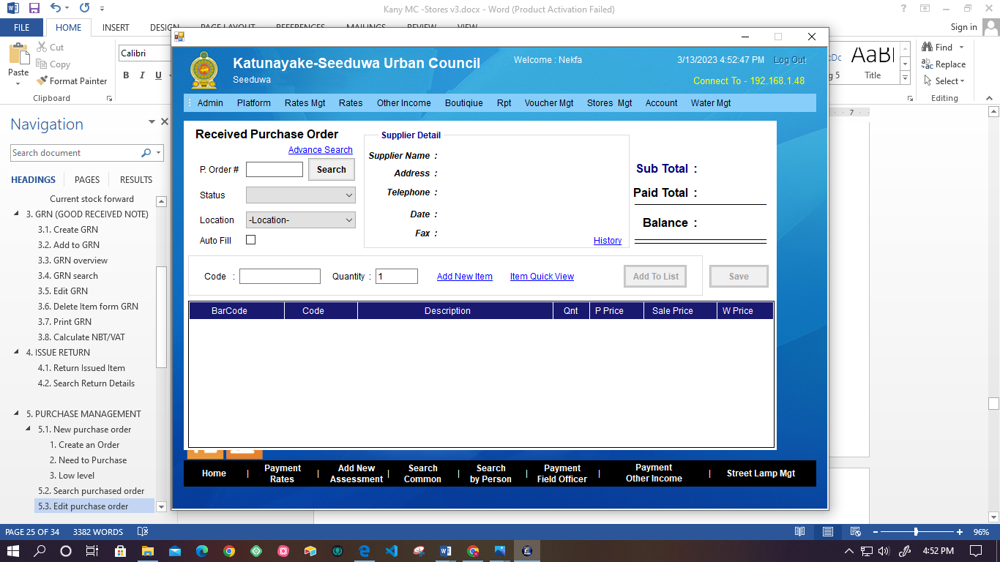 Kany MC -Stores v3.docx - Word (Product Activation Failed)
FILE HOME INSERT DESIGN PAGE LAYOUT REFERENCES MAILINGS REVIEW VIEW Sign in
Paste
Cut
Copy
Format Painter
Clipboard
Calibri
B I U
Title
Find
Replace
Select
Editing
Navigation
Search document
HEADINGS PAGES RESULTS
Current stock forward
3. GRN (GOOD RECEIVED NOTE)
3.1. Create GRN
3.2. Add to GRN
3.3. GRN overview
3.4. GRN search
3.5. Edit GRN
3.6. Delete Item form GRN
3.7. Print GRN
3.8. Calculate NBT/VAT
4. ISSUE RETURN
4.1. Return Issued Item
4.2. Search Return Details
5. PURCHASE MANAGEMENT
5.1. New purchase order
1. Create an Order
2. Need to Purchase
3. Low level
5.2. Search purchased order
5.3. Edit purchase order
Katunayake-Seeduwa Urban Council
Seeduwa
Welcome : Nekfa
3/13/2023 4:52:47 PM Log Out
Connect To - 192.168.1.48
Admin Platform Rates Mgt Rates Other Income Boutiqiue Rpt Voucher Mgt Stores Mgt Account Water Mgt
Received Purchase Order
Advance Search
P. Order # Search
Status
Location -Location-
Auto Fill
Supplier Detail
Supplier Name :
Address :
Telephone :
Date :
Fax :
History
Sub Total :
Paid Total :
Balance :
Code : Quantity : 1 Add New Item Item Quick View Add To List Save
BarCode Code Description Qnt P Price Sale Price W Price
Home | Payment Rates | Add New Assessment | Search Common | Search by Person | Payment Field Officer | Payment Other Income | Street Lamp Mgt
7
PAGE 25 OF 34 3382 WORDS 96%
4:52 PM